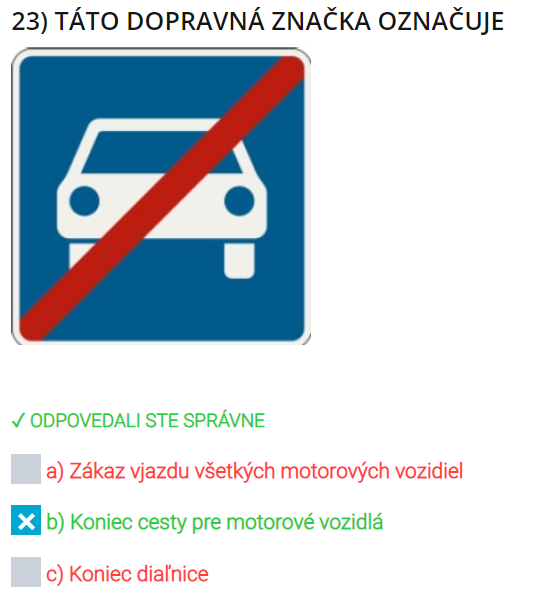 23) TÁTO DOPRAVNÁ ZNAČKA OZNAČUJE
✓ ODPOVEDALI STE SPRÁVNE
a) Zákaz vjazdu všetkých motorových vozidiel
b) Koniec cesty pre motorové vozidlá
c) Koniec diaľnice